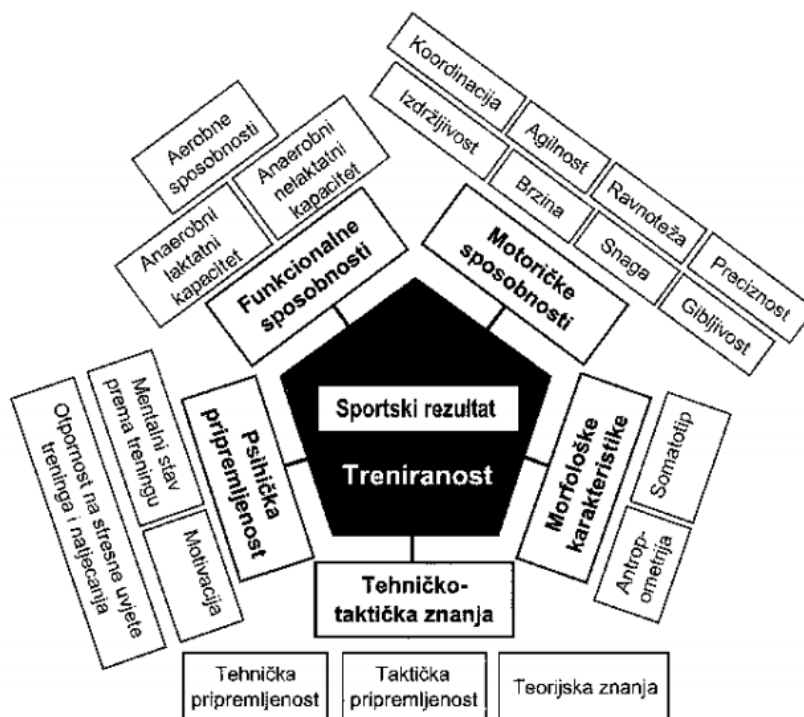 Koordinacija
Agilnost
Ravnoteža
Preciznost
Izdržljivost
Brzina
Snaga
Gibljivost
Motoričke
sposobnosti
Aerobne
sposobnosti
Anaerobni
nelaktatni
kapacitet
Anaerobni
laktatni
kapacitet
Funkcionalne
sposobnosti
Sportski rezultat
Treniranost
Otpornost na stresne uvjete
treninga i natjecanja
Mentalni stav
prema treningu
Motivacija
Psihička
pripremljenost
Morfološke
karakteristike
Somatotip
Antrop-
ometrija
Tehničko-
taktička znanja
Tehnička
pripremljenost
Taktička
pripremljenost
Teorijska znanja